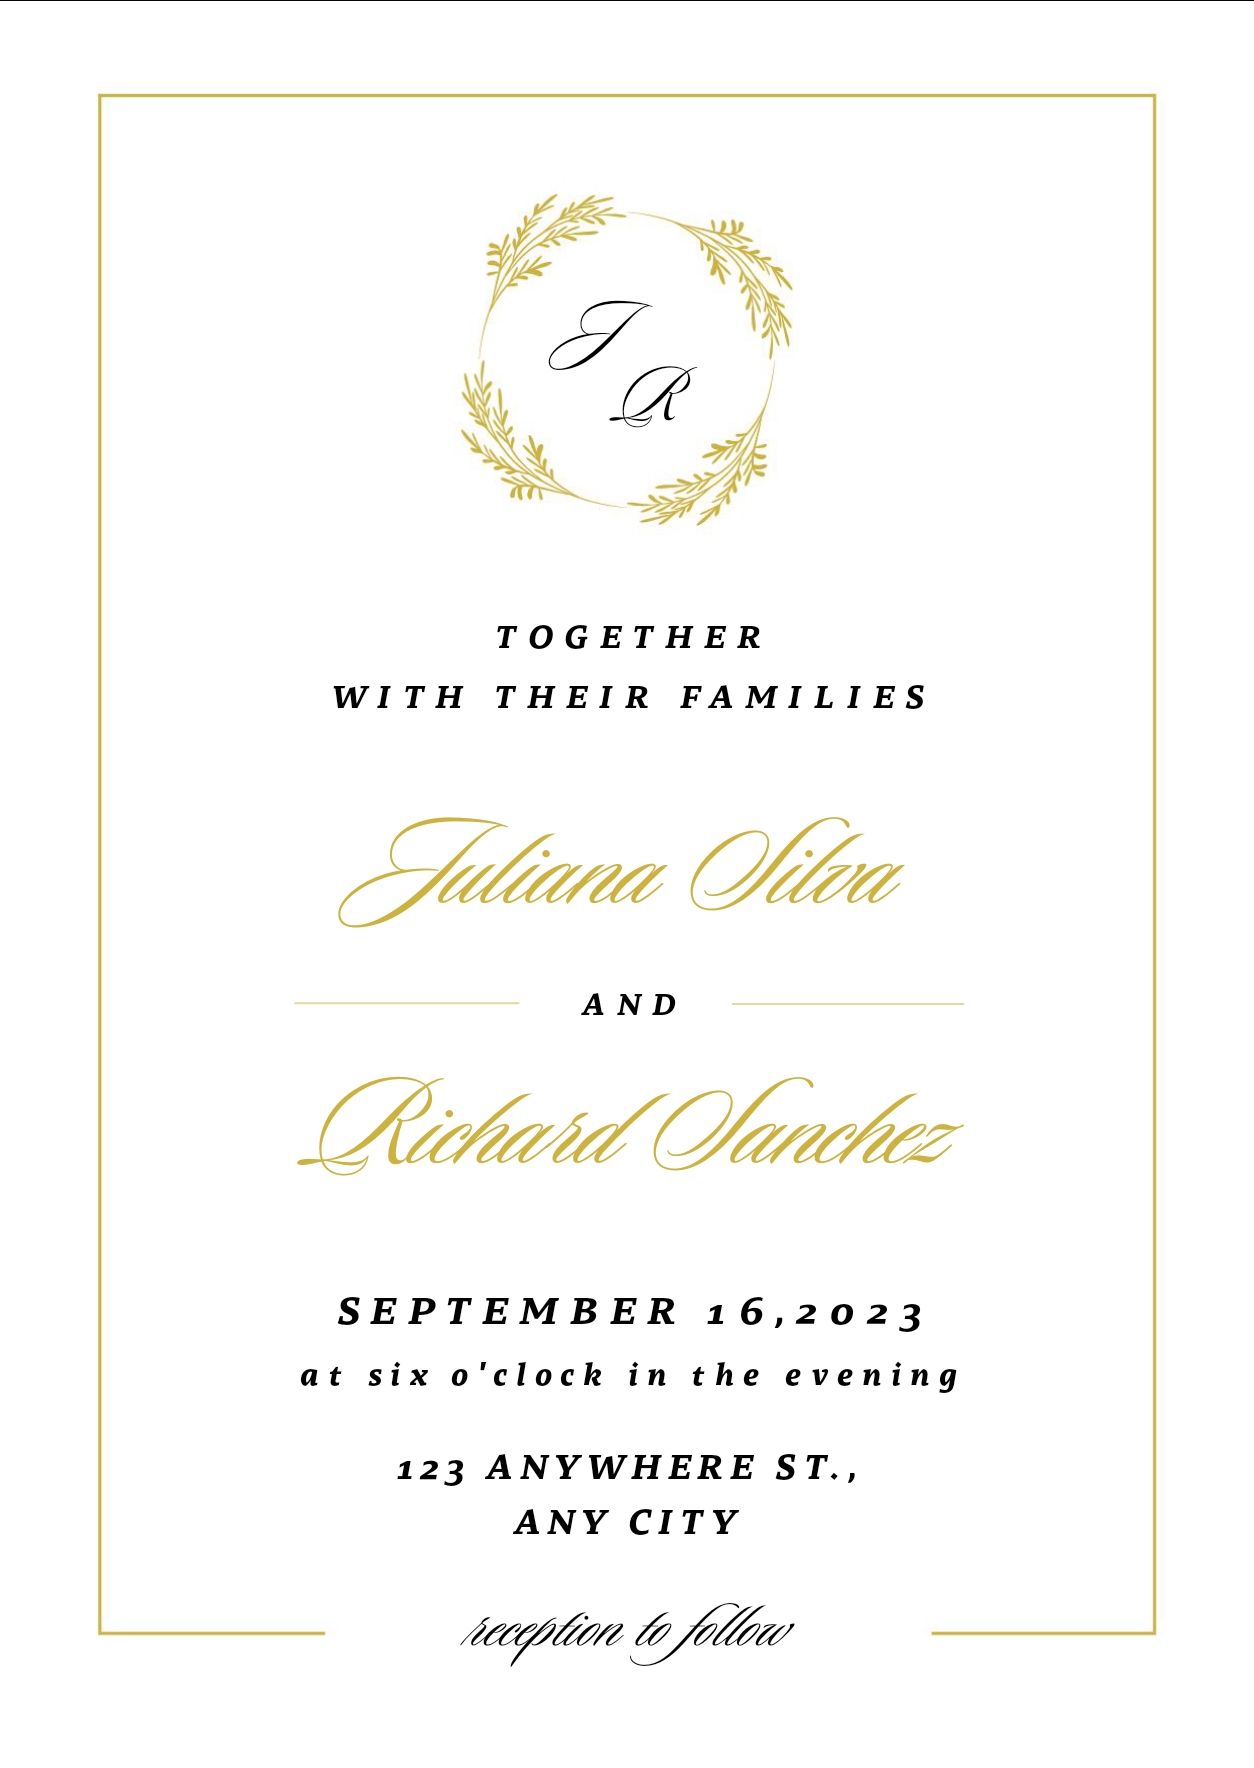 J
R
TOGETHER
WITH THEIR FAMILIES
Juliana Silva
AND
Richard Sanchez
SEPTEMBER 16,2023
at six o'clock in the evening
123 ANYWHERE ST.,
ANY CITY
reception to follow